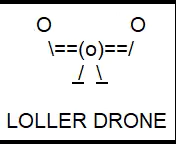 O O
\==(o)==/
_/ \_
LOLLER DRONE